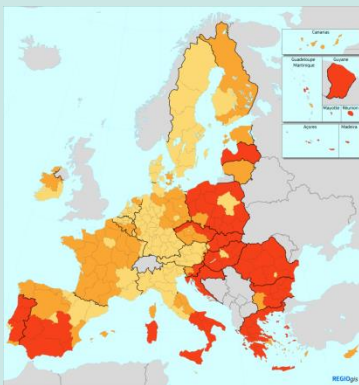 Canarias
Guyane
Guadeloupe
Martinique
Mayotte
Réunion
Açores
Madeira
REGIOgis